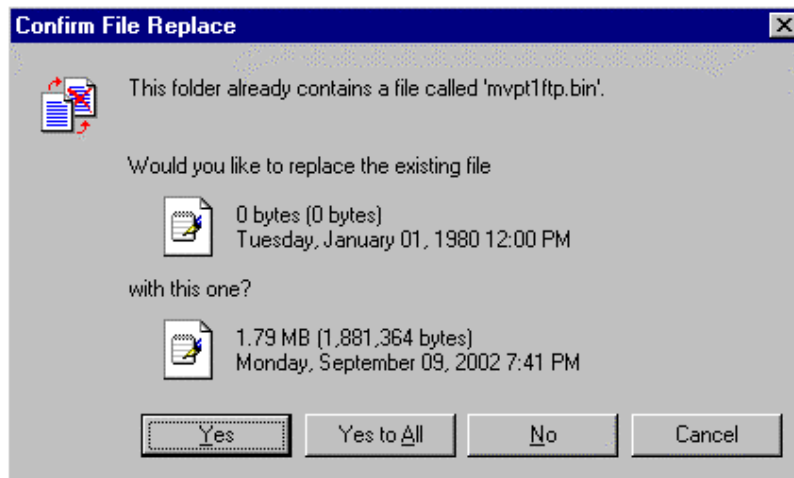 Confirm File Replace
This folder already contains a file called 'mvpt1ftp.bin'.
Would you like to replace the existing file
0 bytes (0 bytes)
Tuesday, January 01, 1980 12:00 PM
with this one?
1.79 MB (1,881,364 bytes)
Monday, September 09, 2002 7:41 PM
Yes Yes to All No Cancel